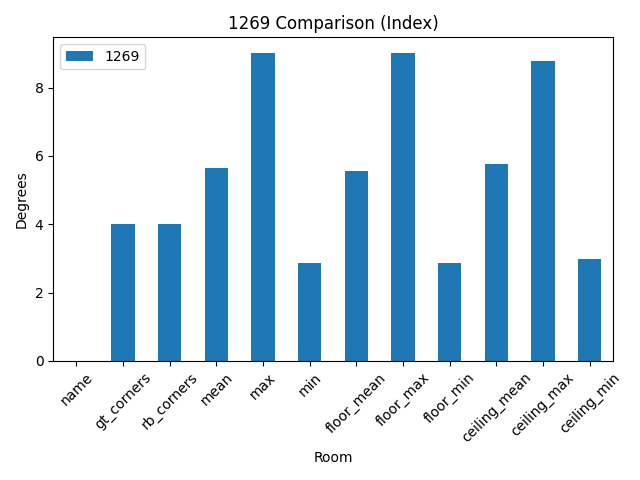 1269 Comparison (Index)
1269
Degrees
8
6
4
2
0
name
gt_corners
rb_corners
mean
max
min
floor_mean
floor_max
floor_min
ceiling_mean
ceiling_max
ceiling_min
Room